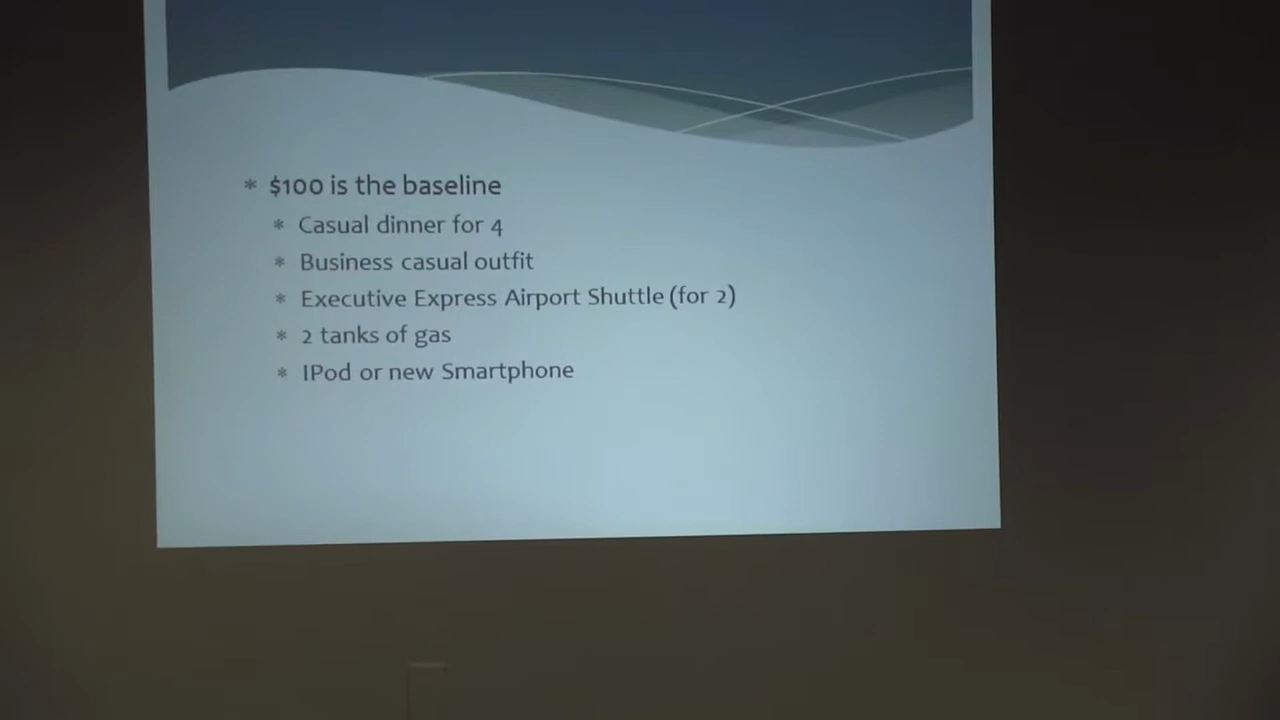 * $100 is the baseline
* Casual dinner for 4
* Business casual outfit
* Executive Express Airport Shuttle (for 2)
* 2 tanks of gas
* IPod or new Smartphone